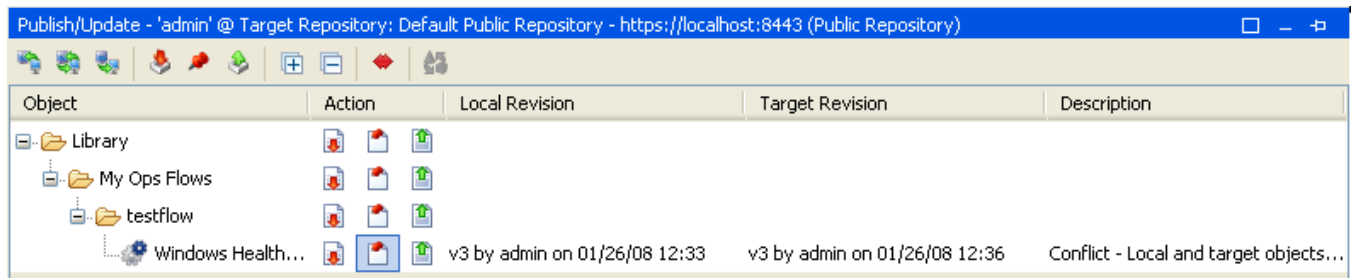 Publish/Update - 'admin' @ Target Repository: Default Public Repository - https://localhost:8443 (Public Repository)
Object Action Local Revision Target Revision Description
Library
My Ops Flows
testflow
Windows Health... v3 by admin on 01/26/08 12:33 v3 by admin on 01/26/08 12:36 Conflict - Local and target objects...